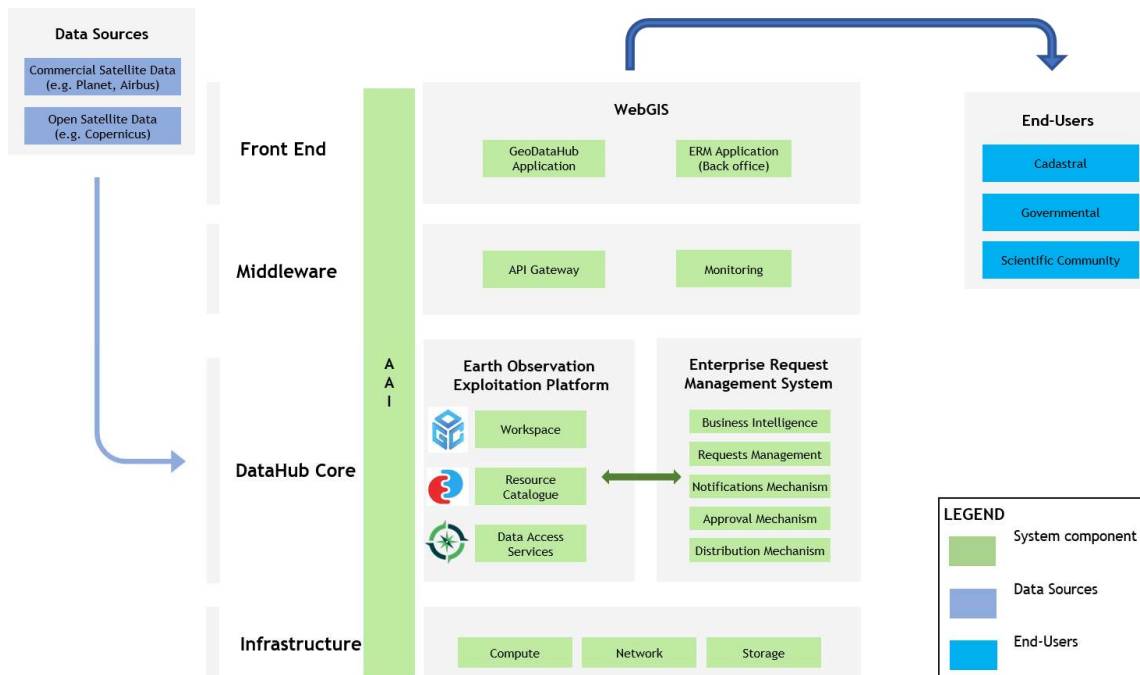 Data Sources
Commercial Satellite Data
(e.g. Planet, Airbus)
Open Satellite Data
(e.g. Copernicus)
Front End
WebGIS
GeoDataHub
Application
ERM Application
(Back office)
End-Users
Cadastral
Governmental
Scientific Community
Middleware
API Gateway
Monitoring
A
A
I
DataHub Core
Earth Observation
Exploitation Platform
Workspace
Resource
Catalogue
Data Access
Services
Enterprise Request
Management System
Business Intelligence
Requests Management
Notifications Mechanism
Approval Mechanism
Distribution Mechanism
Infrastructure
Compute
Network
Storage
LEGEND
System component
Data Sources
End-Users